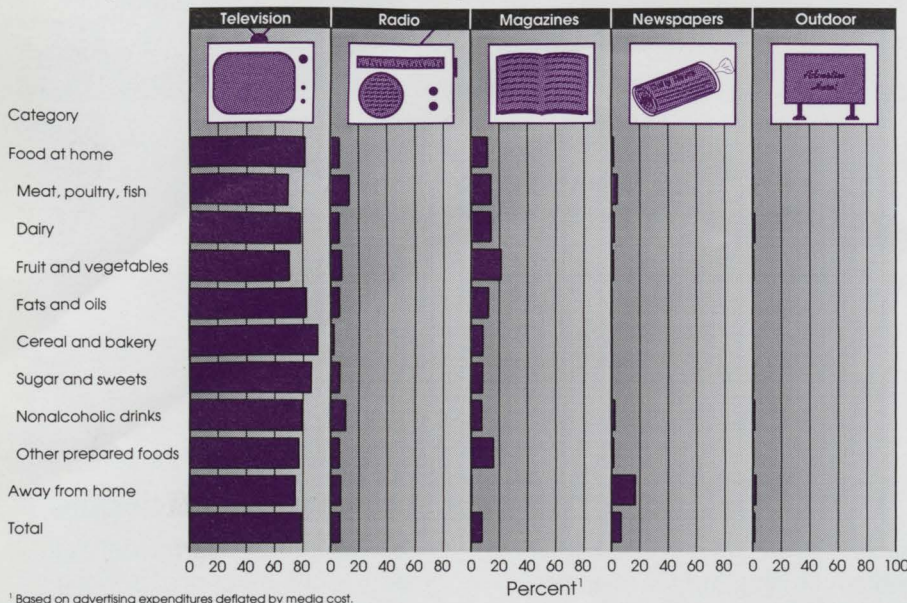 Television Radio Magazines Newspapers Outdoor
Advertise Here!
Category
Food at home
Meat, poultry, fish
Dairy
Fruit and vegetables
Fats and oils
Cereal and bakery
Sugar and sweets
Nonalcoholic drinks
Other prepared foods
Away from home
Total
0 20 40 60 80 0 20 40 60 80 0 20 40 60 80 0 20 40 60 80 0 20 40 60 80 100
Percent¹
¹ Based on advertising expenditures deflated by media cost.